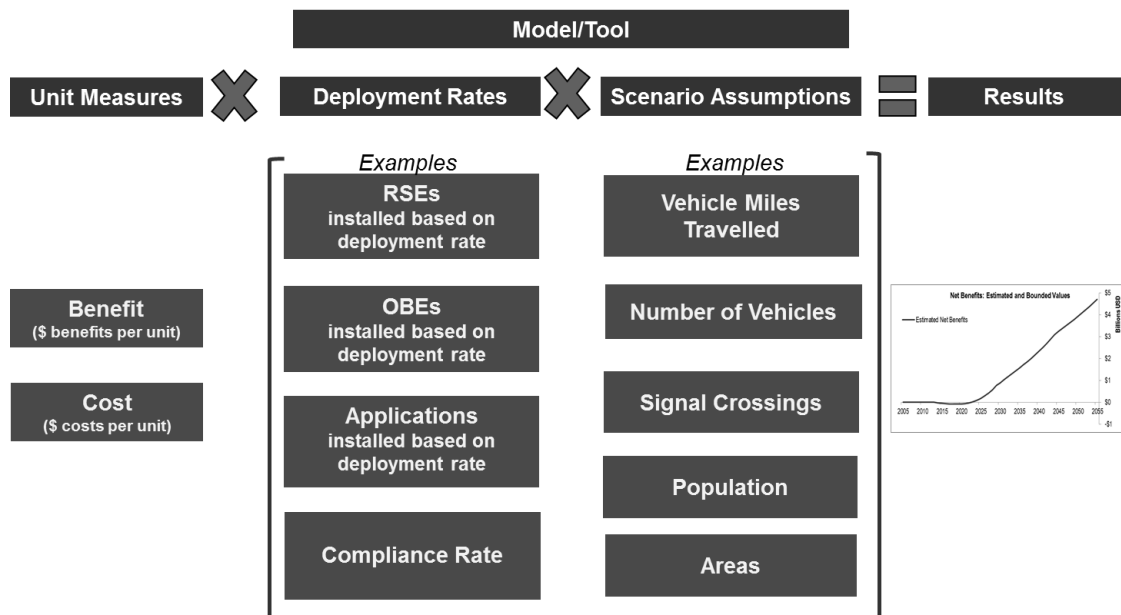 Model/Tool
Unit Measures
Deployment Rates
Scenario Assumptions
Results
Examples
RSEs
installed based on
deployment rate
OBEs
installed based on
deployment rate
Applications
installed based on
deployment rate
Compliance Rate
Examples
Vehicle Miles
Travelled
Number of Vehicles
Signal Crossings
Population
Areas
Benefit
($ benefits per unit)
Cost
($ costs per unit)
Net Benefits: Estimated and Bounded Values
Estimated Net Benefits
Billions USD
$5
$4
$3
$2
$1
$0
-$1
2005 2010 2015 2020 2025 2030 2035 2040 2045 2050 2055